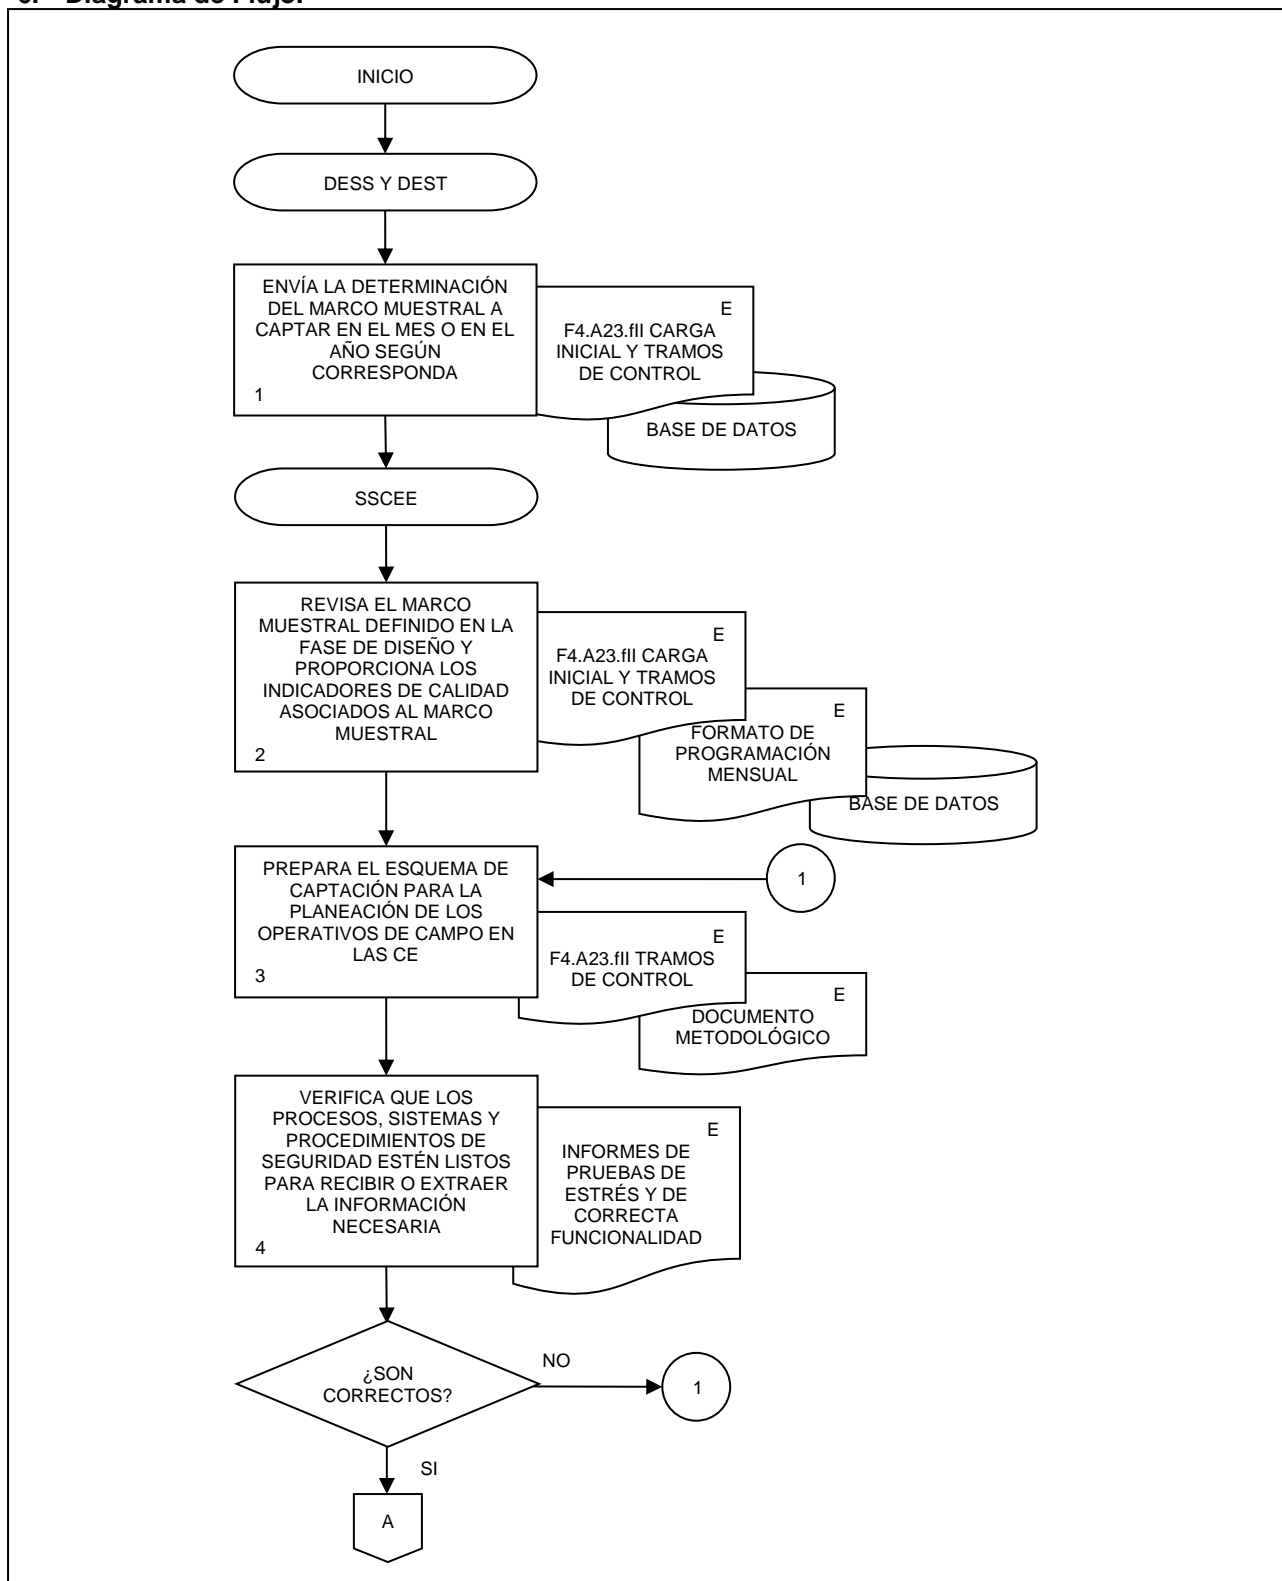 6. Diagrama de Flujo.
INICIO
DESS Y DEST
ENVÍA LA DETERMINACIÓN
DEL MARCO MUESTRAL A
CAPTAR EN EL MES O EN EL
AÑO SEGÚN
CORRESPONDA
1
E
F4.A23.fII CARGA
INICIAL Y TRAMOS
DE CONTROL
BASE DE DATOS
SSCEE
REVISA EL MARCO
MUESTRAL DEFINIDO EN LA
FASE DE DISEÑO Y
PROPORCIONA LOS
INDICADORES DE CALIDAD
ASOCIADOS AL MARCO
MUESTRAL
2
E
F4.A23.fII CARGA
INICIAL Y TRAMOS
DE CONTROL
E
FORMATO DE
PROGRAMACIÓN
MENSUAL
BASE DE DATOS
PREPARA EL ESQUEMA DE
CAPTACIÓN PARA LA
PLANEACIÓN DE LOS
OPERATIVOS DE CAMPO EN
LAS CE
3
1
E
F4.A23.fII TRAMOS
DE CONTROL
E
DOCUMENTO
METODOLÓGICO
VERIFICA QUE LOS
PROCESOS, SISTEMAS Y
PROCEDIMIENTOS DE
SEGURIDAD ESTÉN LISTOS
PARA RECIBIR O EXTRAER
LA INFORMACIÓN
NECESARIA
4
E
INFORMES DE
PRUEBAS DE
ESTRÉS Y DE
CORRECTA
FUNCIONALIDAD
¿SON
CORRECTOS?
NO
1
SI
A